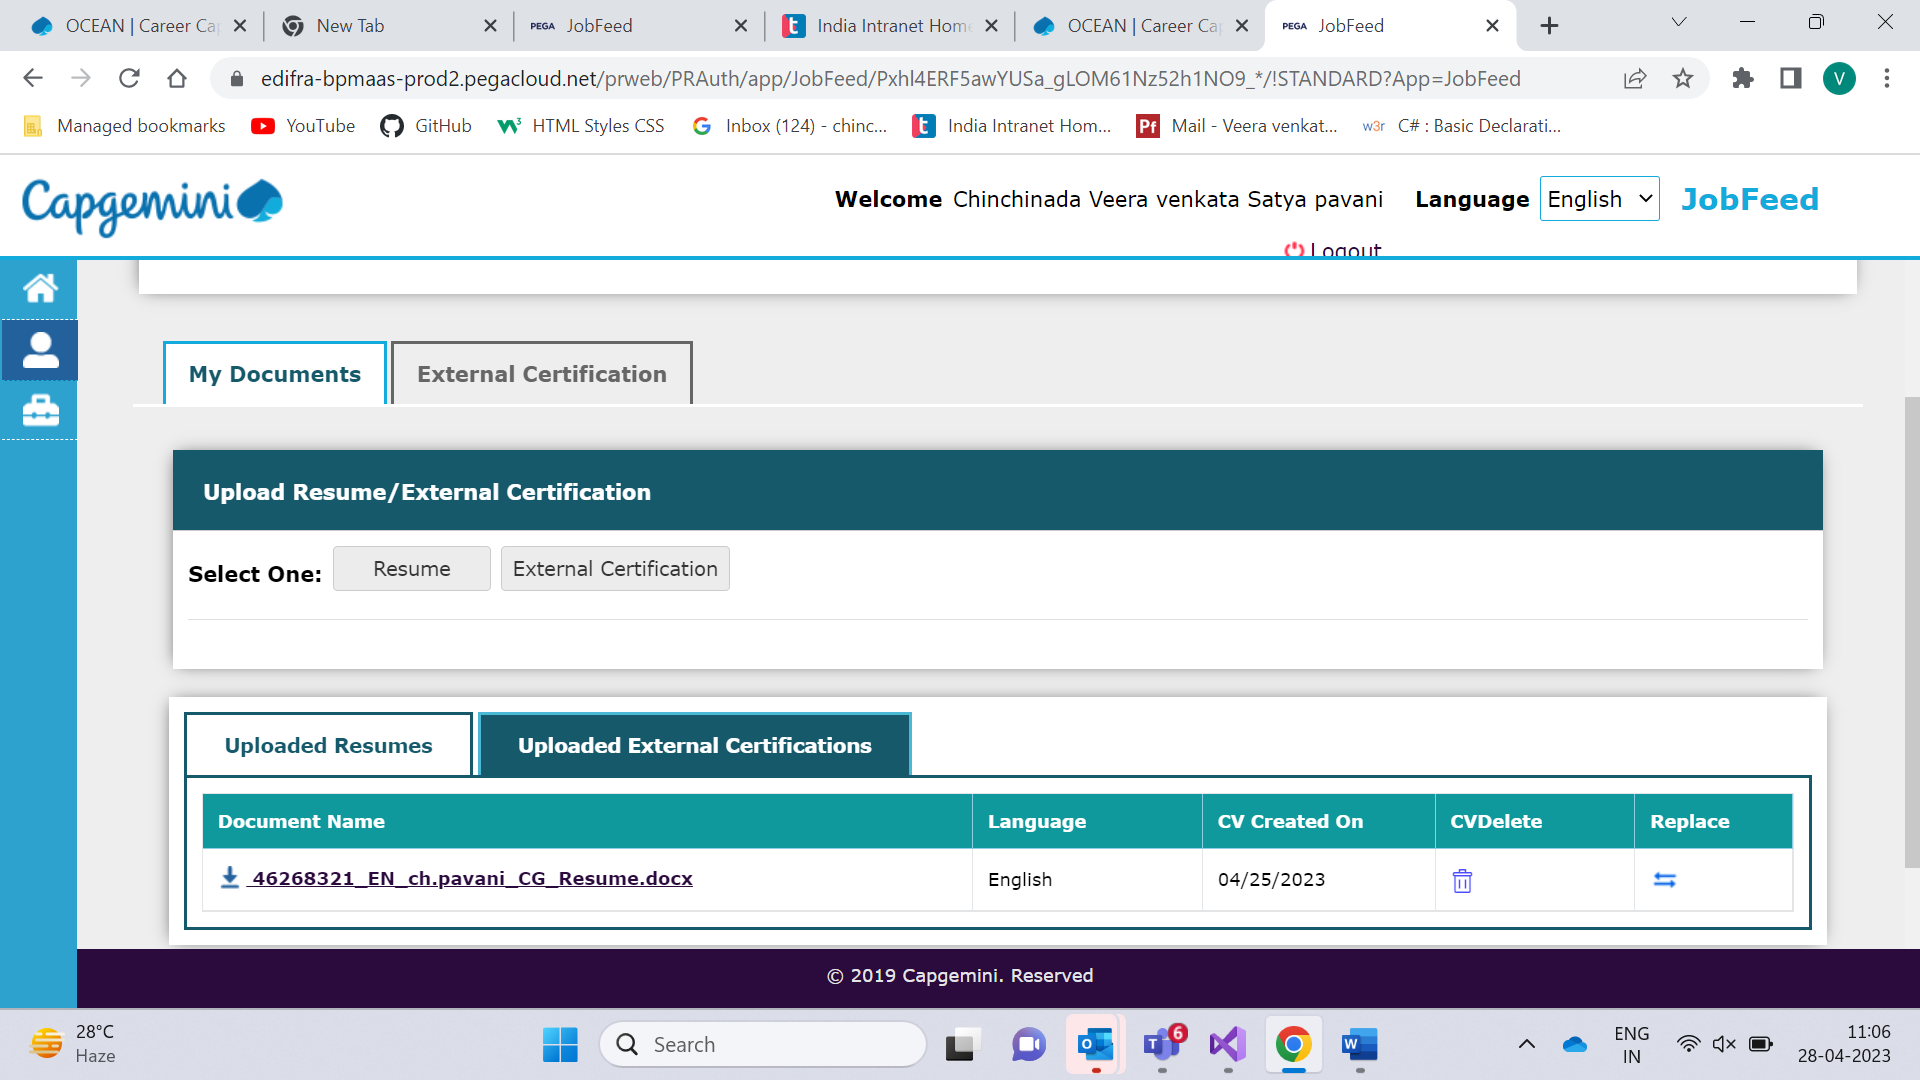 OCEAN | Career Ca
New Tab
PEGA JobFeed
India Intranet Hom
OCEAN | Career Ca
PEGA JobFeed
edifra-bpmaas-prod2.pegacloud.net/prweb/PRAuth/app/JobFeed/Pxhl4ERF5awYUSa_gLOM61Nz52h1NO9_*/!STANDARD?App=JobFeed
V
Managed bookmarks
YouTube
GitHub
HTML Styles CSS
Inbox (124) - chinc...
India Intranet Hom...
Mail - Veera venkat...
C# : Basic Declarati...
Capgemini
Welcome Chinchinada Veera venkata Satya pavani
Language English
JobFeed
Logout
My Documents
External Certification
Upload Resume/External Certification
Select One: Resume External Certification
Uploaded Resumes
Uploaded External Certifications
Document Name Language CV Created On CVDelete Replace
46268321_EN_ch.pavani_CG_Resume.docx English 04/25/2023
© 2019 Capgemini. Reserved
28°C
Haze
Search
6
ENG
IN
11:06
28-04-2023